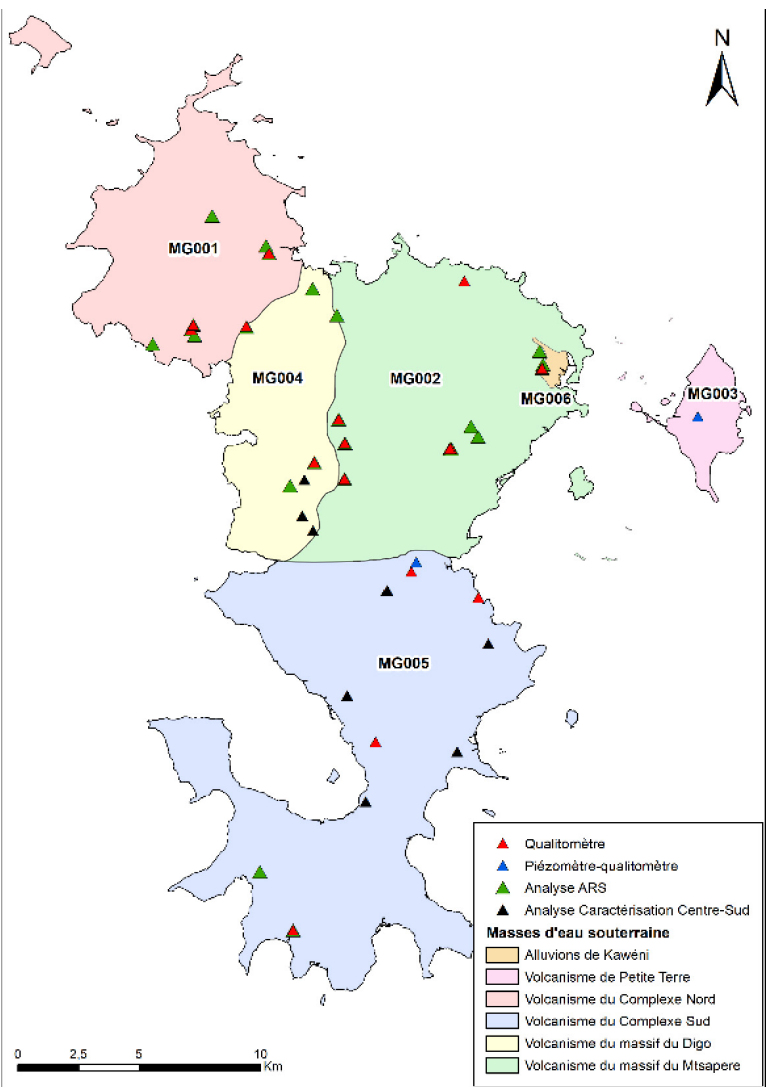 N
MG001
MG004
MG002
MG006
MG003
MG005
Qualitomètre
Piézomètre-qualitomètre
Analyse ARS
Analyse Caractérisation Centre-Sud
Masses d'eau souterraine
Alluvions de Kawéni
Volcanisme de Petite Terre
Volcanisme du Complexe Nord
Volcanisme du Complexe Sud
Volcanisme du massif du Digo
Volcanisme du massif du Mtsapere
0 2,5 5 10
Km